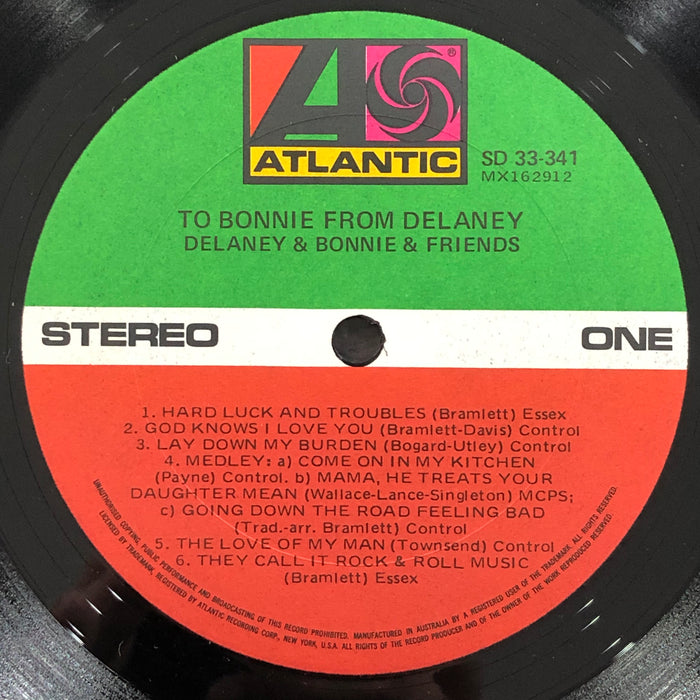 ATLANTIC ®
SD 33-341
MX162912
TO BONNIE FROM DELANEY
DELANEY & BONNIE & FRIENDS
STEREO
ONE
1. HARD LUCK AND TROUBLES (Bramlett) Essex
2. GOD KNOWS I LOVE YOU (Bramlett-Davis) Control
3. LAY DOWN MY BURDEN (Bogard-Utley) Control
4. MEDLEY: a) COME ON IN MY KITCHEN
(Payne) Control. b) MAMA, HE TREATS YOUR
DAUGHTER MEAN (Wallace-Lance-Singleton) MCPS;
c) GOING DOWN THE ROAD FEELING BAD
(Trad.-arr. Bramlett) Control
5. THE LOVE OF MY MAN (Townsend) Control
6. THEY CALL IT ROCK & ROLL MUSIC
(Bramlett) Essex
UNAUTHORISED COPYING, PUBLIC PERFORMANCE AND BROADCASTING OF THIS RECORD PROHIBITED. MANUFACTURED IN AUSTRALIA BY A REGISTERED USER OF THE TRADEMARK. ALL RIGHTS RESERVED.
LICENSED BY TRADEMARK, REGISTERED BY ATLANTIC RECORDING CORP., NEW YORK, U.S.A. ALL RIGHTS OF THE RECORD PRODUCER AND OF THE OWNER OF THE WORK REPRODUCED RESERVED.